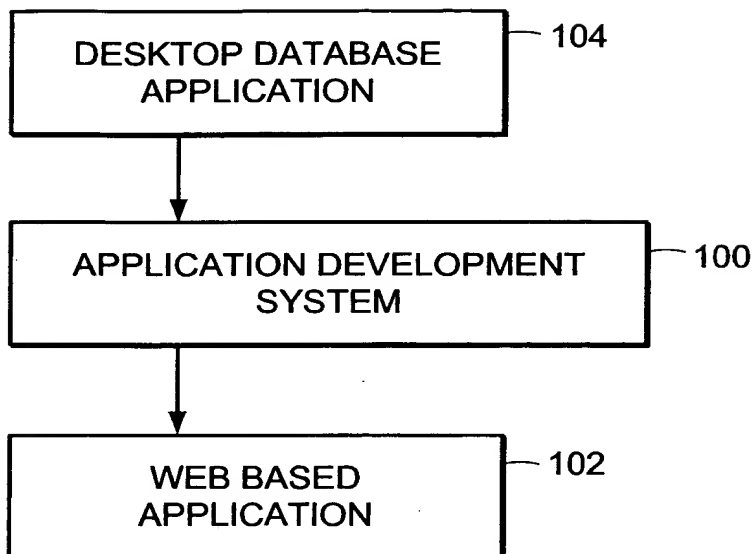 DESKTOP DATABASE
APPLICATION
104
APPLICATION DEVELOPMENT
SYSTEM
100
WEB BASED
APPLICATION
102